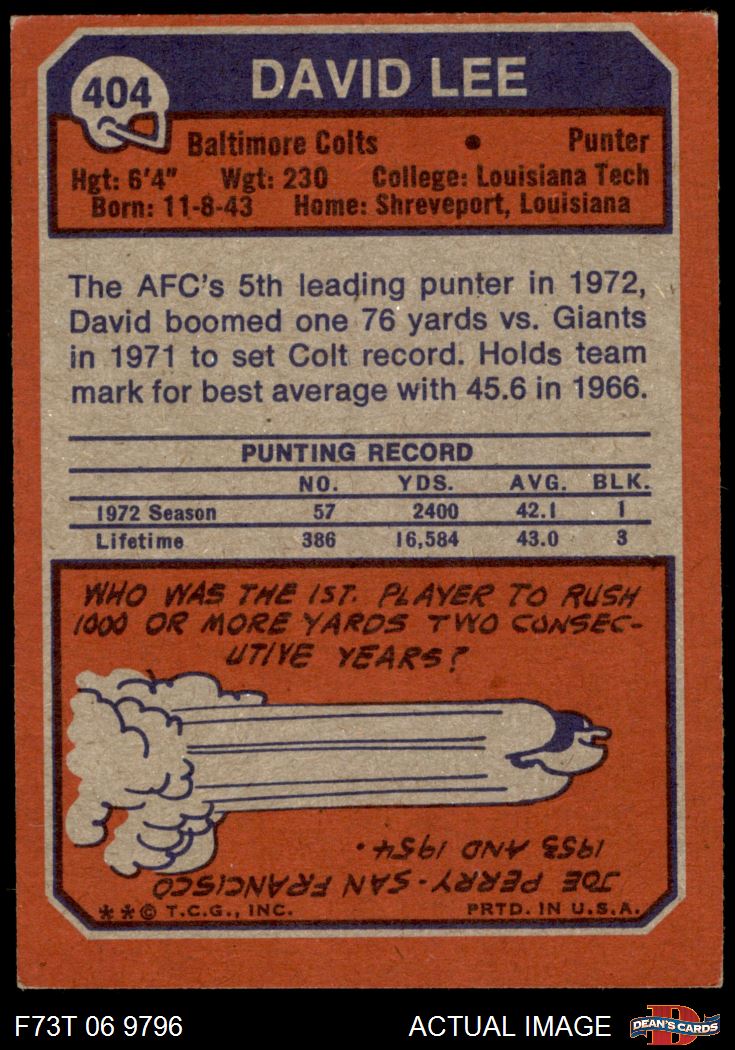 404
DAVID LEE
Baltimore Colts • Punter
Hgt: 6'4" Wgt: 230 College: Louisiana Tech
Born: 11-8-43 Home: Shreveport, Louisiana
The AFC's 5th leading punter in 1972,
David boomed one 76 yards vs. Giants
in 1971 to set Colt record. Holds team
mark for best average with 45.6 in 1966.
PUNTING RECORD
NO. YDS. AVG. BLK.
1972 Season 57 2400 42.1 1
Lifetime 386 16,584 43.0 3
WHO WAS THE 1ST. PLAYER TO RUSH
1000 OR MORE YARDS TWO CONSEC-
UTIVE YEARS?
JOE PERRY - SAN FRANCISCO
1953 AND 1954.
**© T.C.G., INC. PRTD. IN U.S.A.
F73T 06 9796 ACTUAL IMAGE
D
DEAN'S CARDS